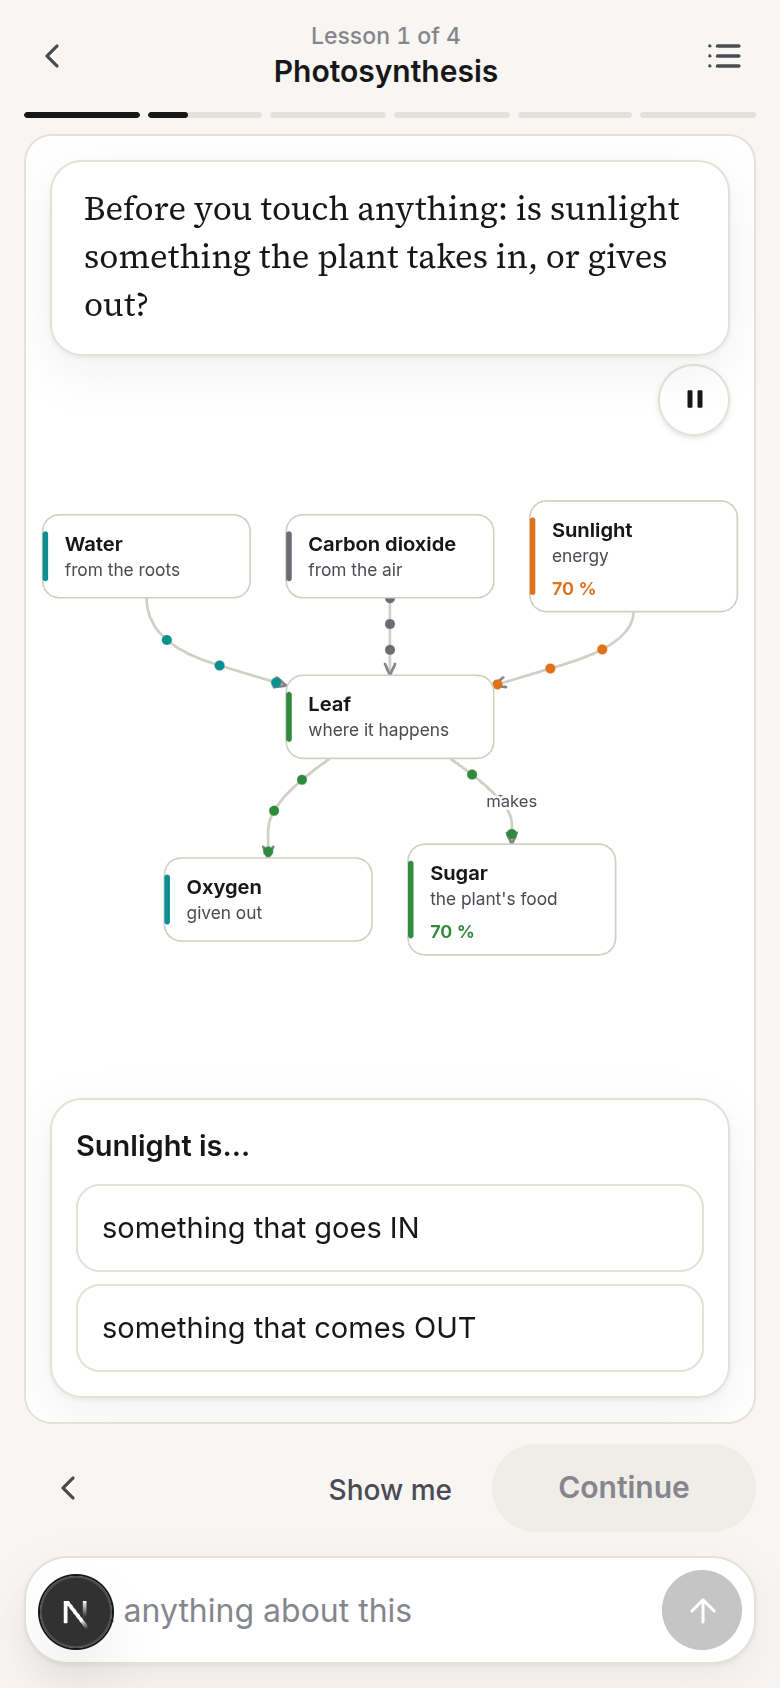 Lesson 1 of 4
Photosynthesis
Before you touch anything: is sunlight
something the plant takes in, or gives
out?
Water
from the roots
Carbon dioxide
from the air
Sunlight
energy
70 %
Leaf
where it happens
makes
Oxygen
given out
Sugar
the plant's food
70 %
Sunlight is...
something that goes IN
something that comes OUT
Show me
Continue
N
anything about this